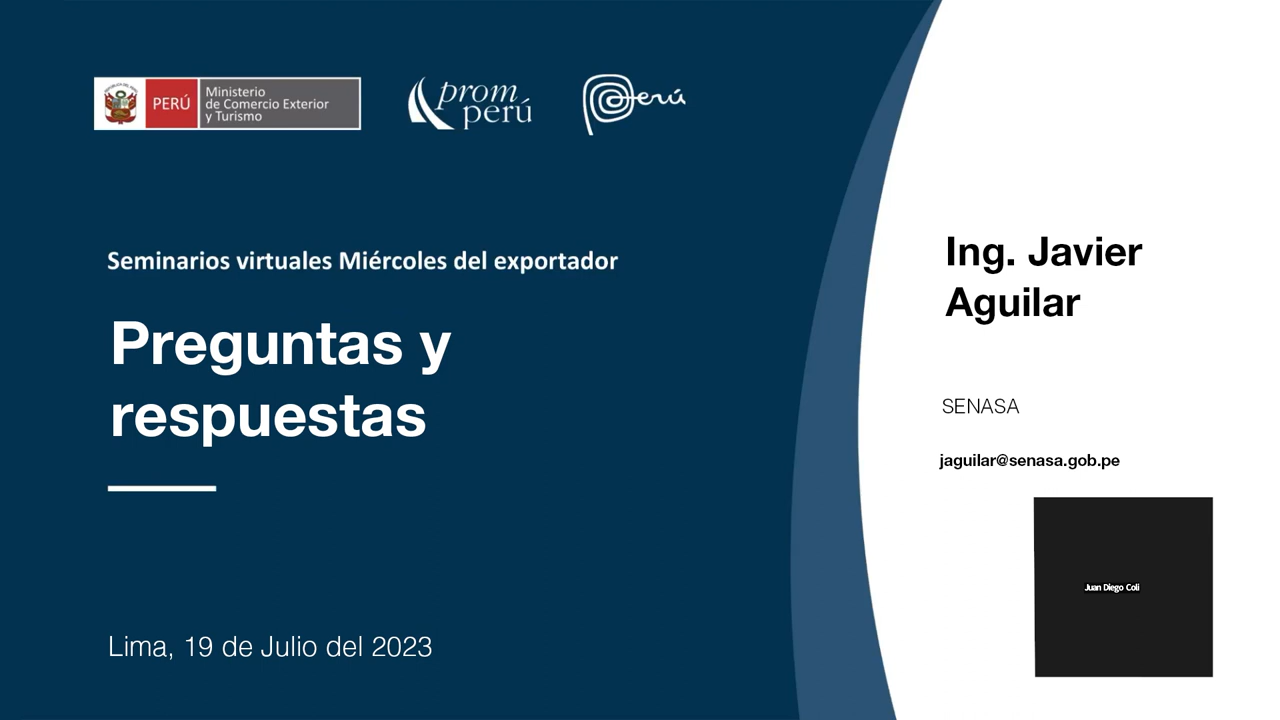 PERÚ
Ministerio
de Comercio Exterior
y Turismo
prom
perú
Perú
Seminarios virtuales Miércoles del exportador
Preguntas y
respuestas
Lima, 19 de Julio del 2023
Ing. Javier
Aguilar
SENASA
jaguilar@senasa.gob.pe
Juan Diego Coli